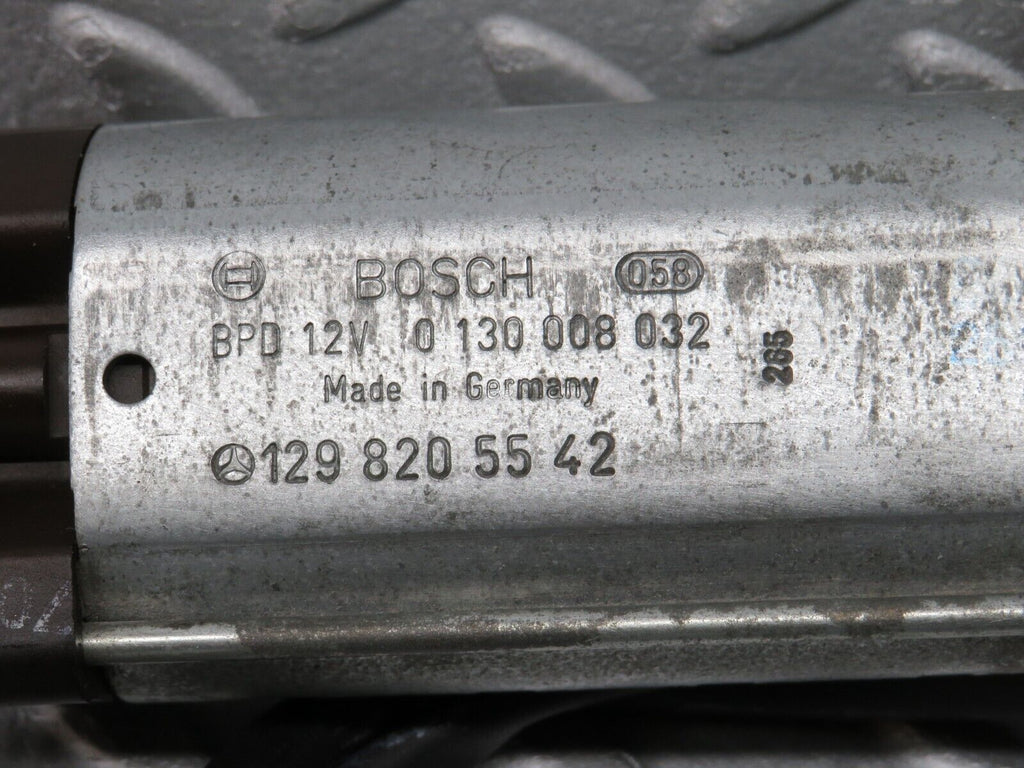 BOSCH 058
BPD 12V 0 130 008 032
265
Made in Germany
129 820 55 42